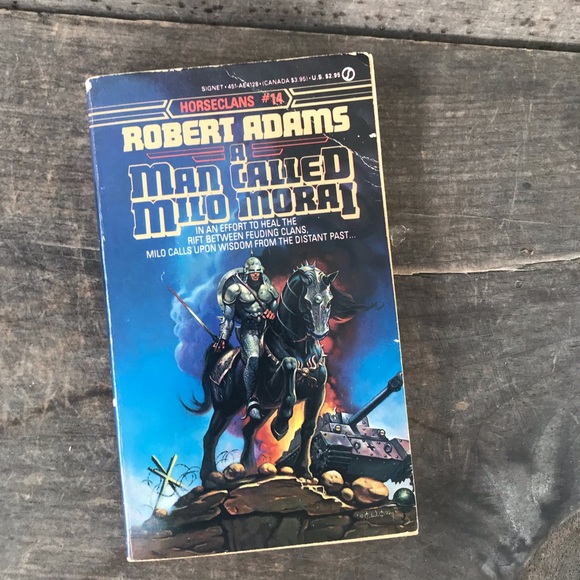 SIGNET • 451-AE4128 • (CANADA $3.95) • U.S. $2.95
HORSECLANS #14
ROBERT ADAMS
A
MAN CALLED
MILO MORAI
IN AN EFFORT TO HEAL THE
RIFT BETWEEN FEUDING CLANS,
MILO CALLS UPON WISDOM FROM THE DISTANT PAST...